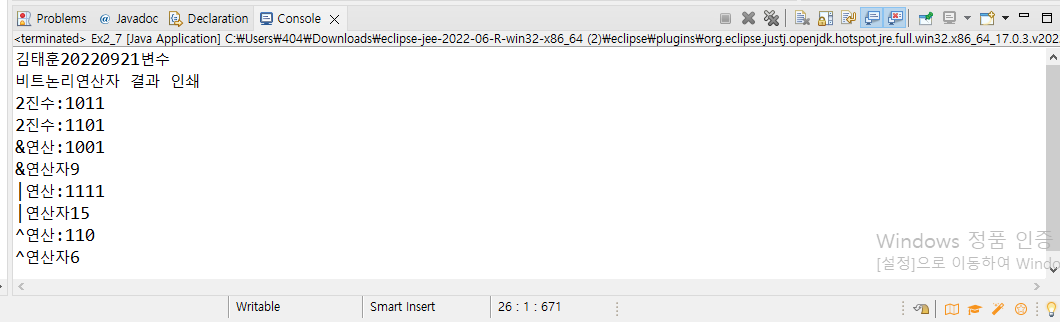 Problems @ Javadoc Declaration Console
<terminated> Ex2_7 [Java Application] C:\Users\404\Downloads\eclipse-jee-2022-06-R-win32-x86_64 (2)\eclipse\plugins\org.eclipse.justj.openjdk.hotspot.jre.full.win32.x86_64_17.0.3.v202
김태훈20220921변수
비트논리연산자 결과 인쇄
2진수:1011
2진수:1101
&연산:1001
&연산자9
|연산:1111
|연산자15
^연산:110
^연산자6
Windows 정품 인증
[설정]으로 이동하여 Windo
Writable Smart Insert 26 : 1 : 671